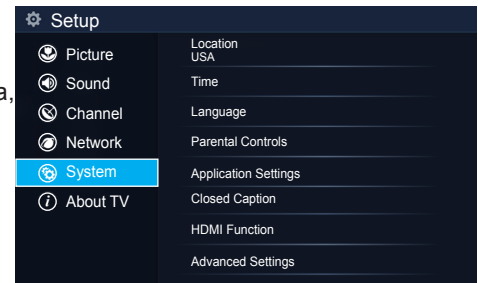 Setup
a,
Picture
Sound
Channel
Network
System
About TV
Location
USA
Time
Language
Parental Controls
Application Settings
Closed Caption
HDMI Function
Advanced Settings